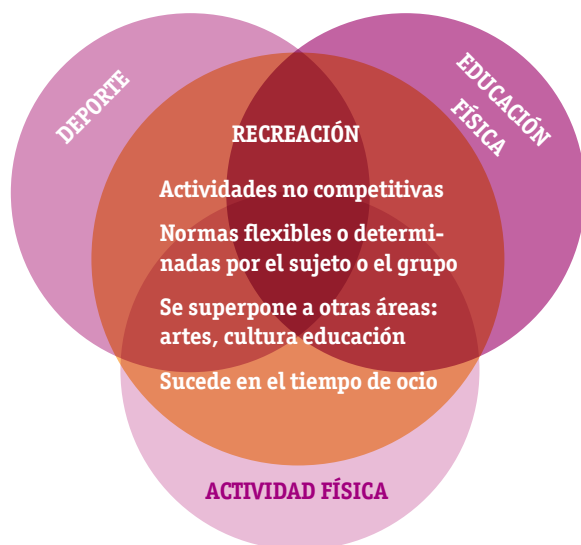 DEPORTE
EDUCACIÓN
FÍSICA
RECREACIÓN
Actividades no competitivas
Normas flexibles o determi-
nadas por el sujeto o el grupo
Se superpone a otras áreas:
artes, cultura educación
Sucede en el tiempo de ocio
ACTIVIDAD FÍSICA